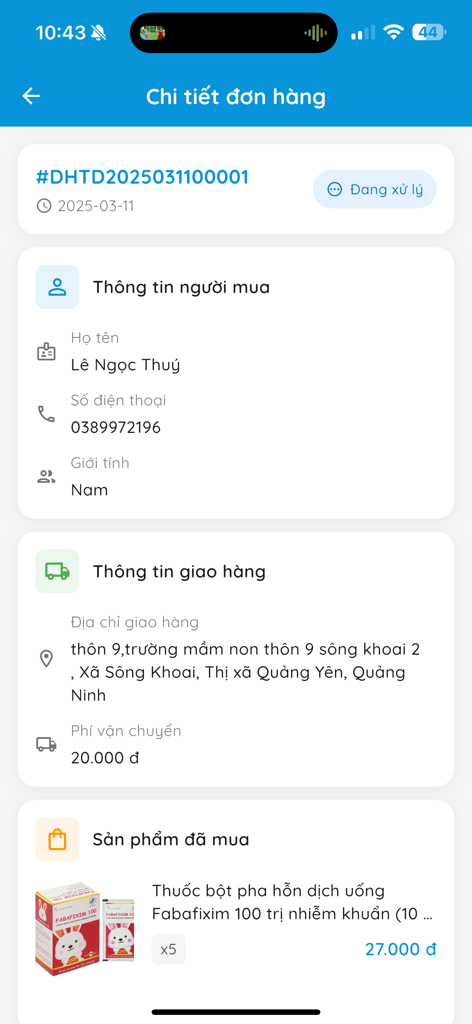 10:43
44
Chi tiết đơn hàng
#DHTD2025031100001
Đang xử lý
2025-03-11
Thông tin người mua
Họ tên
Lê Ngọc Thuý
Số điện thoại
0389972196
Giới tính
Nam
Thông tin giao hàng
Địa chỉ giao hàng
thôn 9,trường mầm non thôn 9 sông khoai 2
, Xã Sông Khoai, Thị xã Quảng Yên, Quảng
Ninh
Phí vận chuyển
20.000 đ
Sản phẩm đã mua
Thuốc bột pha hỗn dịch uống
Fabafixim 100 trị nhiễm khuẩn (10 ...
FABAFIXIM 100
FABAFIXIM 100
x5
27.000 đ